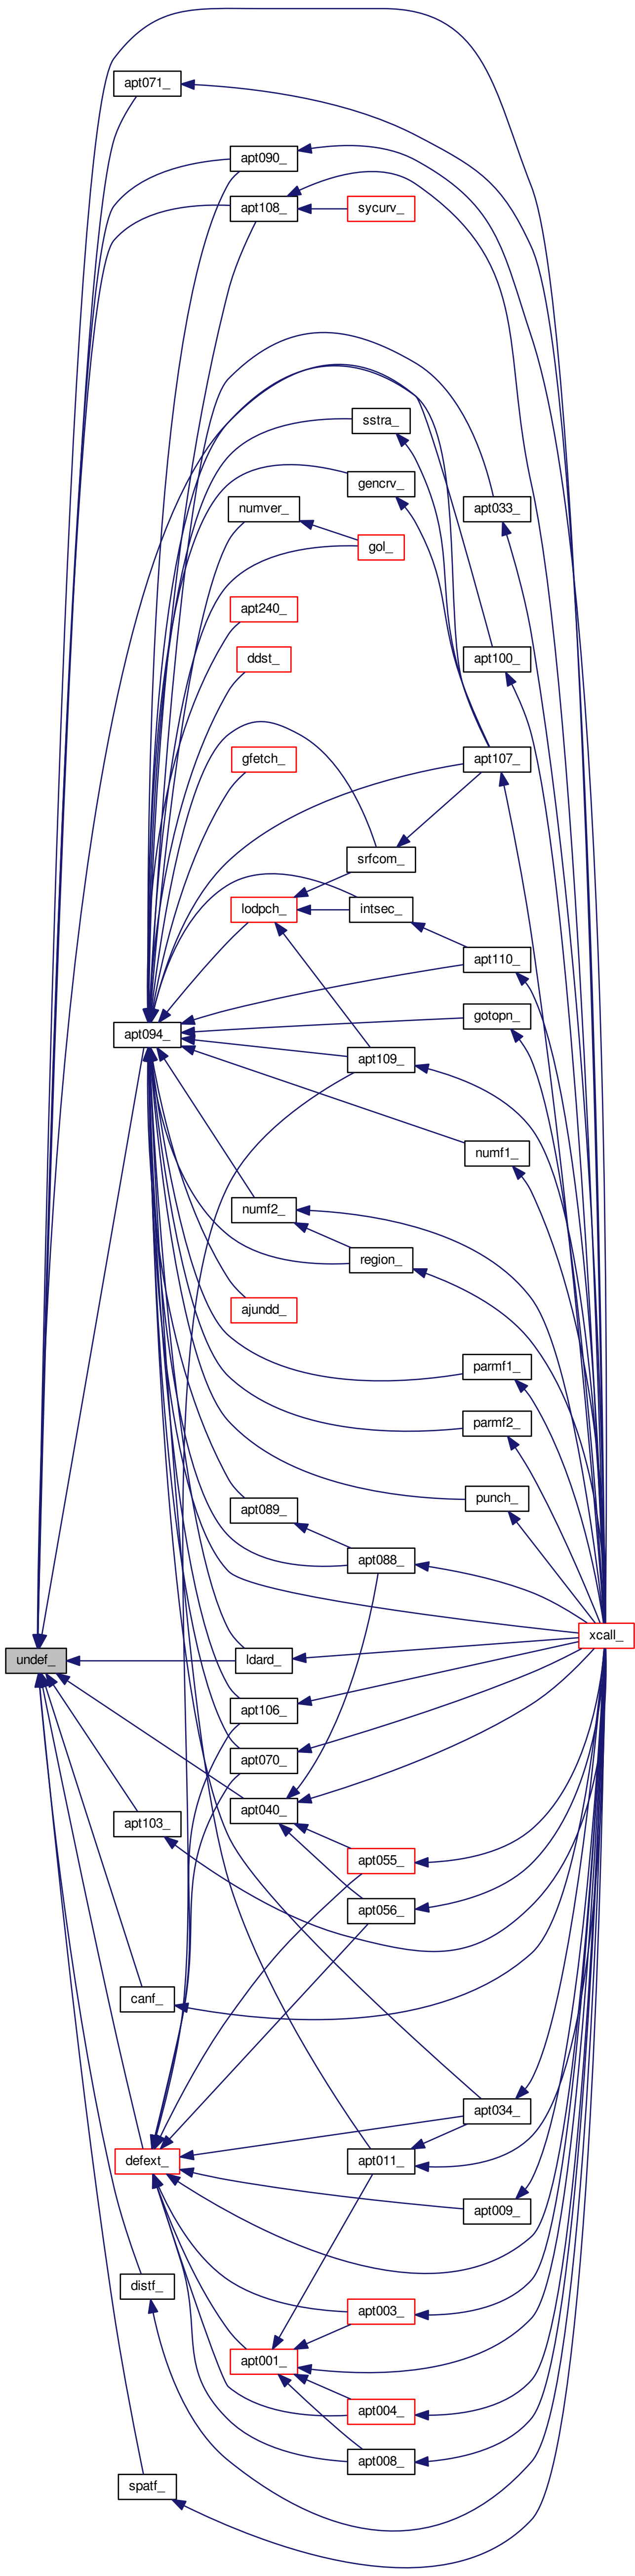 apt071_
apt090_
apt108_
sycurv_
sstra_
gencrv_
numver_
apt033_
gol_
apt240_
ddst_
apt100_
gfetch_
apt107_
srfcom_
lodpch_
intsec_
apt110_
gotopn_
apt094_
apt109_
numf1_
numf2_
region_
ajundd_
parmf1_
parmf2_
punch_
apt089_
apt088_
xcall_
undef_
ldard_
apt106_
apt070_
apt040_
apt103_
apt055_
apt056_
canf_
apt034_
defext_
apt011_
apt009_
distf_
apt003_
apt001_
apt004_
apt008_
spatf_